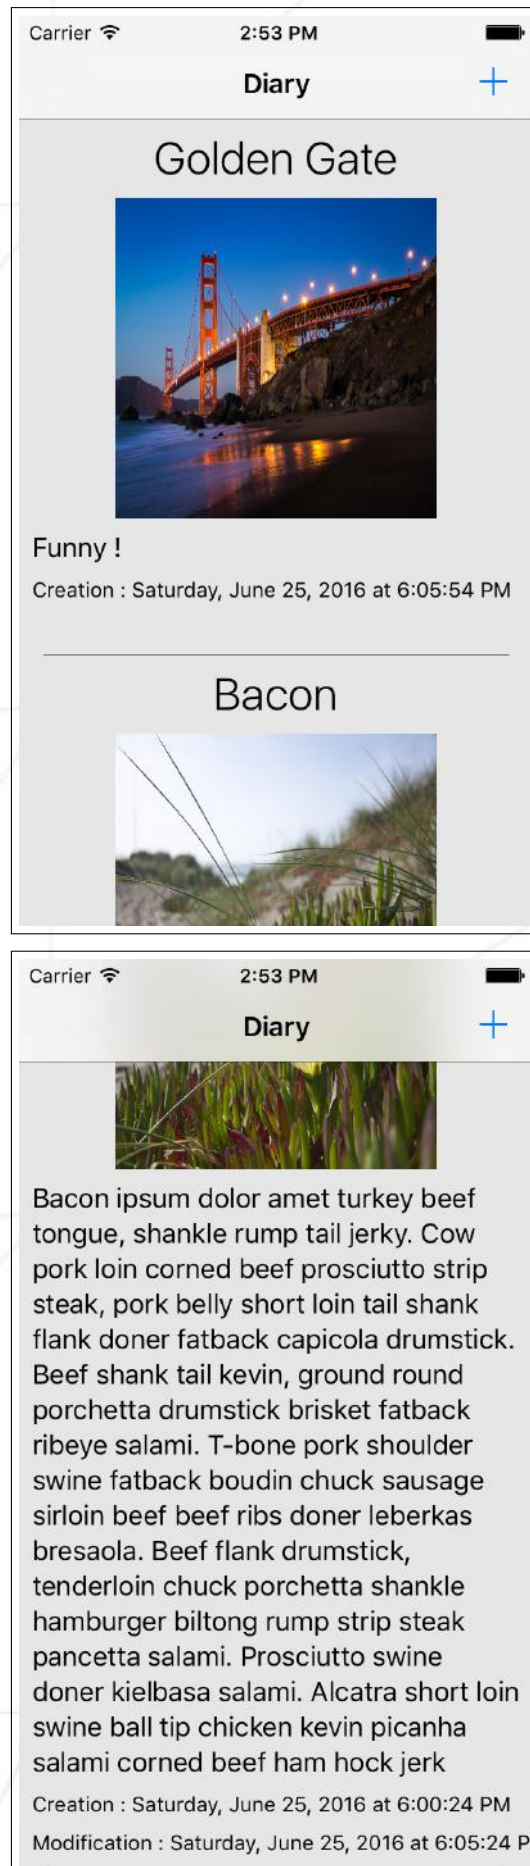 Carrier 2:53 PM
Diary +
Golden Gate
Funny !
Creation : Saturday, June 25, 2016 at 6:05:54 PM
Bacon
Carrier 2:53 PM
Diary +
Bacon ipsum dolor amet turkey beef
tongue, shankle rump tail jerky. Cow
pork loin corned beef prosciutto strip
steak, pork belly short loin tail shank
flank doner fatback capicola drumstick.
Beef shank tail kevin, ground round
porchetta drumstick brisket fatback
ribeye salami. T-bone pork shoulder
swine fatback boudin chuck sausage
sirloin beef beef ribs doner leberkas
bresaola. Beef flank drumstick,
tenderloin chuck porchetta shankle
hamburger biltong rump strip steak
pancetta salami. Prosciutto swine
doner kielbasa salami. Alcatra short loin
swine ball tip chicken kevin picanha
salami corned beef ham hock jerk
Creation : Saturday, June 25, 2016 at 6:00:24 PM
Modification : Saturday, June 25, 2016 at 6:05:24 P